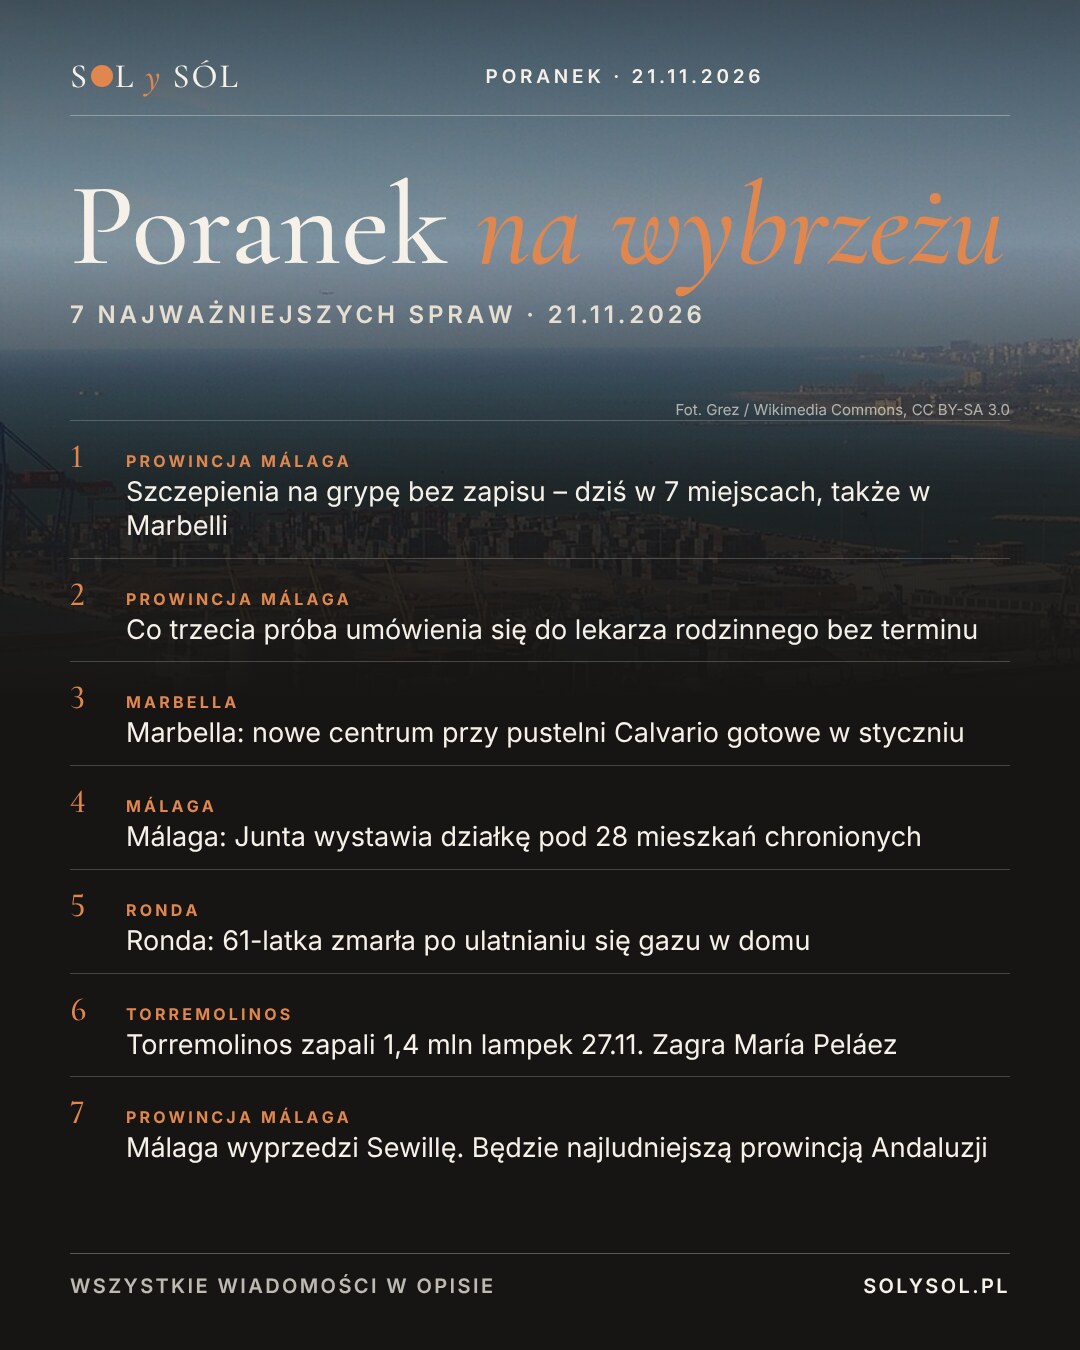 SOL y SÓL
PORANEK · 21.11.2026
Poranek na wybrzeżu
7 NAJWAŻNIEJSZYCH SPRAW · 21.11.2026
Fot. Grez / Wikimedia Commons, CC BY-SA 3.0
1 PROWINCJA MÁLAGA
Szczepienia na grypę bez zapisu – dziś w 7 miejscach, także w
Marbelli
2 PROWINCJA MÁLAGA
Co trzecia próba umówienia się do lekarza rodzinnego bez terminu
3 MARBELLA
Marbella: nowe centrum przy pustelni Calvario gotowe w styczniu
4 MÁLAGA
Málaga: Junta wystawia działkę pod 28 mieszkań chronionych
5 RONDA
Ronda: 61-latka zmarła po ulatnianiu się gazu w domu
6 TORREMOLINOS
Torremolinos zapali 1,4 mln lampek 27.11. Zagra María Peláez
7 PROWINCJA MÁLAGA
Málaga wyprzedzi Sewillę. Będzie najludniejszą prowincją Andaluzji
WSZYSTKIE WIADOMOŚCI W OPISIE
SOLYSOL.PL